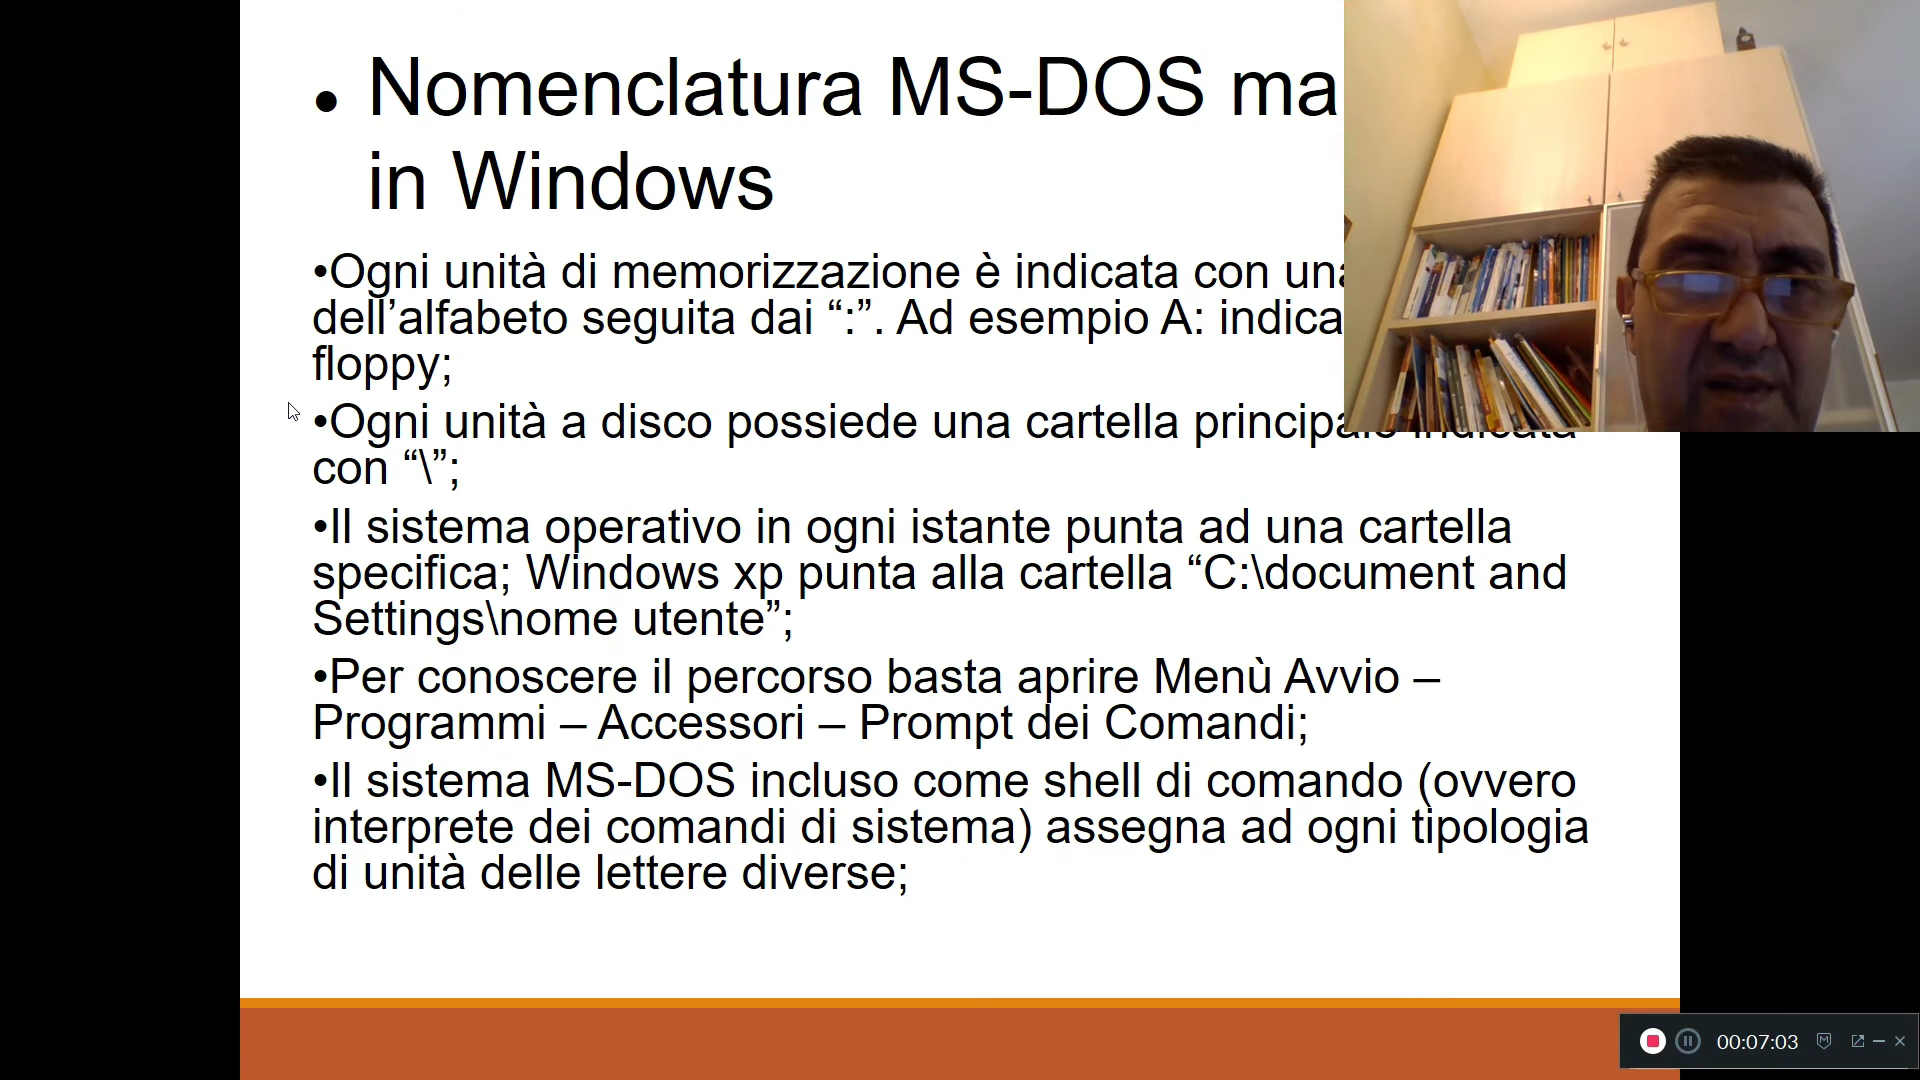 • Nomenclatura MS-DOS ma
in Windows
•Ogni unità di memorizzazione è indicata con una
dell’alfabeto seguita dai “:”. Ad esempio A: indica
floppy;
•Ogni unità a disco possiede una cartella principale indicata
con “\”;
•Il sistema operativo in ogni istante punta ad una cartella
specifica; Windows xp punta alla cartella “C:\document and
Settings\nome utente”;
•Per conoscere il percorso basta aprire Menù Avvio –
Programmi – Accessori – Prompt dei Comandi;
•Il sistema MS-DOS incluso come shell di comando (ovvero
interprete dei comandi di sistema) assegna ad ogni tipologia
di unità delle lettere diverse;
00:07:03